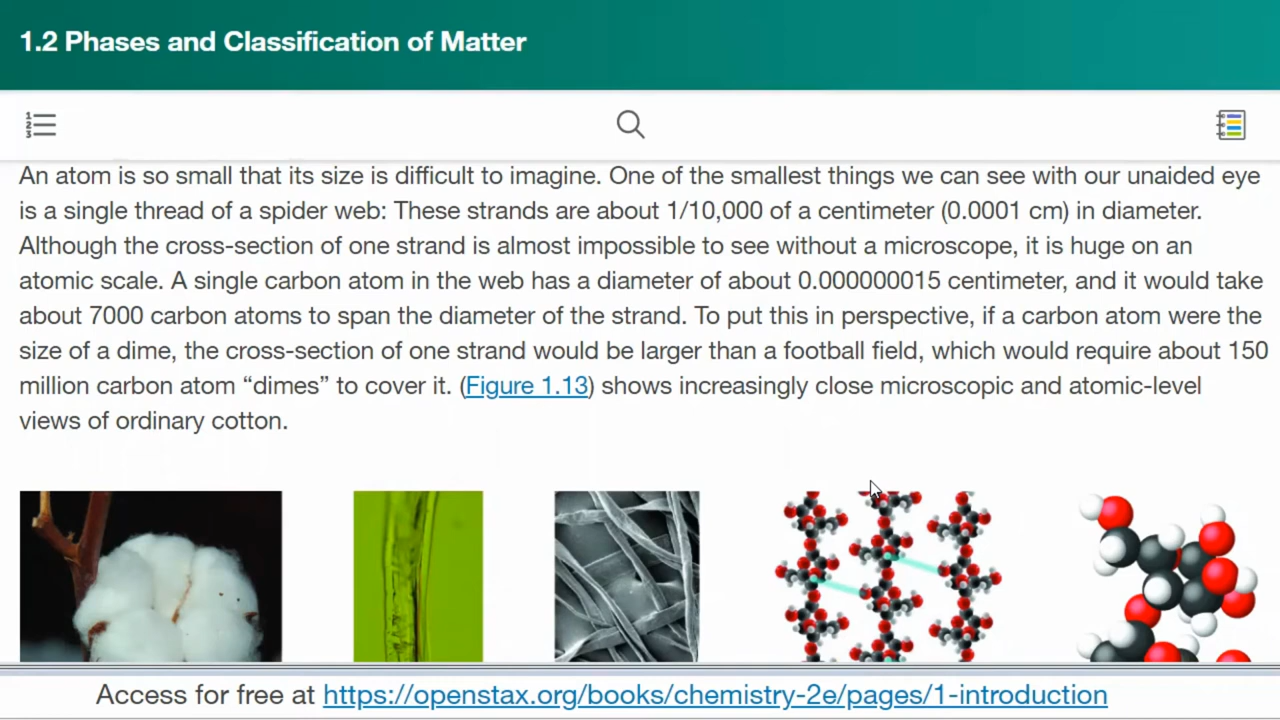 1.2 Phases and Classification of Matter
An atom is so small that its size is difficult to imagine. One of the smallest things we can see with our unaided eye
is a single thread of a spider web: These strands are about 1/10,000 of a centimeter (0.0001 cm) in diameter.
Although the cross-section of one strand is almost impossible to see without a microscope, it is huge on an
atomic scale. A single carbon atom in the web has a diameter of about 0.000000015 centimeter, and it would take
about 7000 carbon atoms to span the diameter of the strand. To put this in perspective, if a carbon atom were the
size of a dime, the cross-section of one strand would be larger than a football field, which would require about 150
million carbon atom “dimes” to cover it. (Figure 1.13) shows increasingly close microscopic and atomic-level
views of ordinary cotton.
Access for free at https://openstax.org/books/chemistry-2e/pages/1-introduction